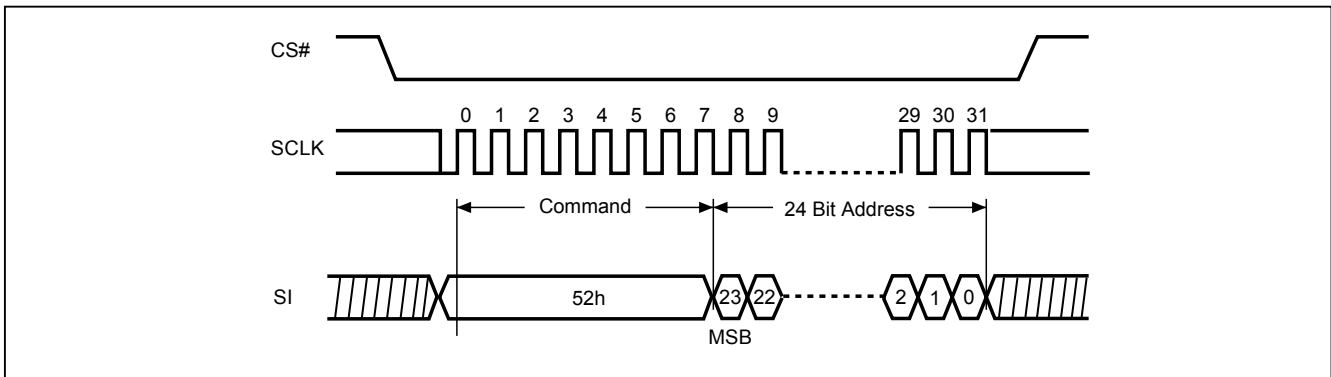 CS#
0 1 2 3 4 5 6 7 8 9 29 30 31
SCLK
Command 24 Bit Address
SI 52h 23 22 2 1 0
MSB